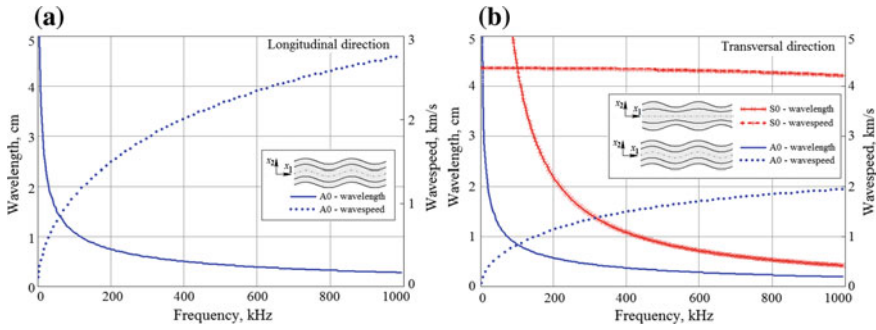 (a)
Longitudinal direction
Wavelength, cm
5
4
3
2
1
0
3
2
1
0
Wavespeed, km/s
x2
x1
A0 - wavelength
A0 - wavespeed
0 200 400 600 800 1000
Frequency, kHz
(b)
Transversal direction
Wavelength, cm
5
4
3
2
1
0
5
4
3
2
1
0
Wavespeed, km/s
x2
x1
S0 - wavelength
S0 - wavespeed
x2
x1
A0 - wavelength
A0 - wavespeed
0 200 400 600 800 1000
Frequency, kHz